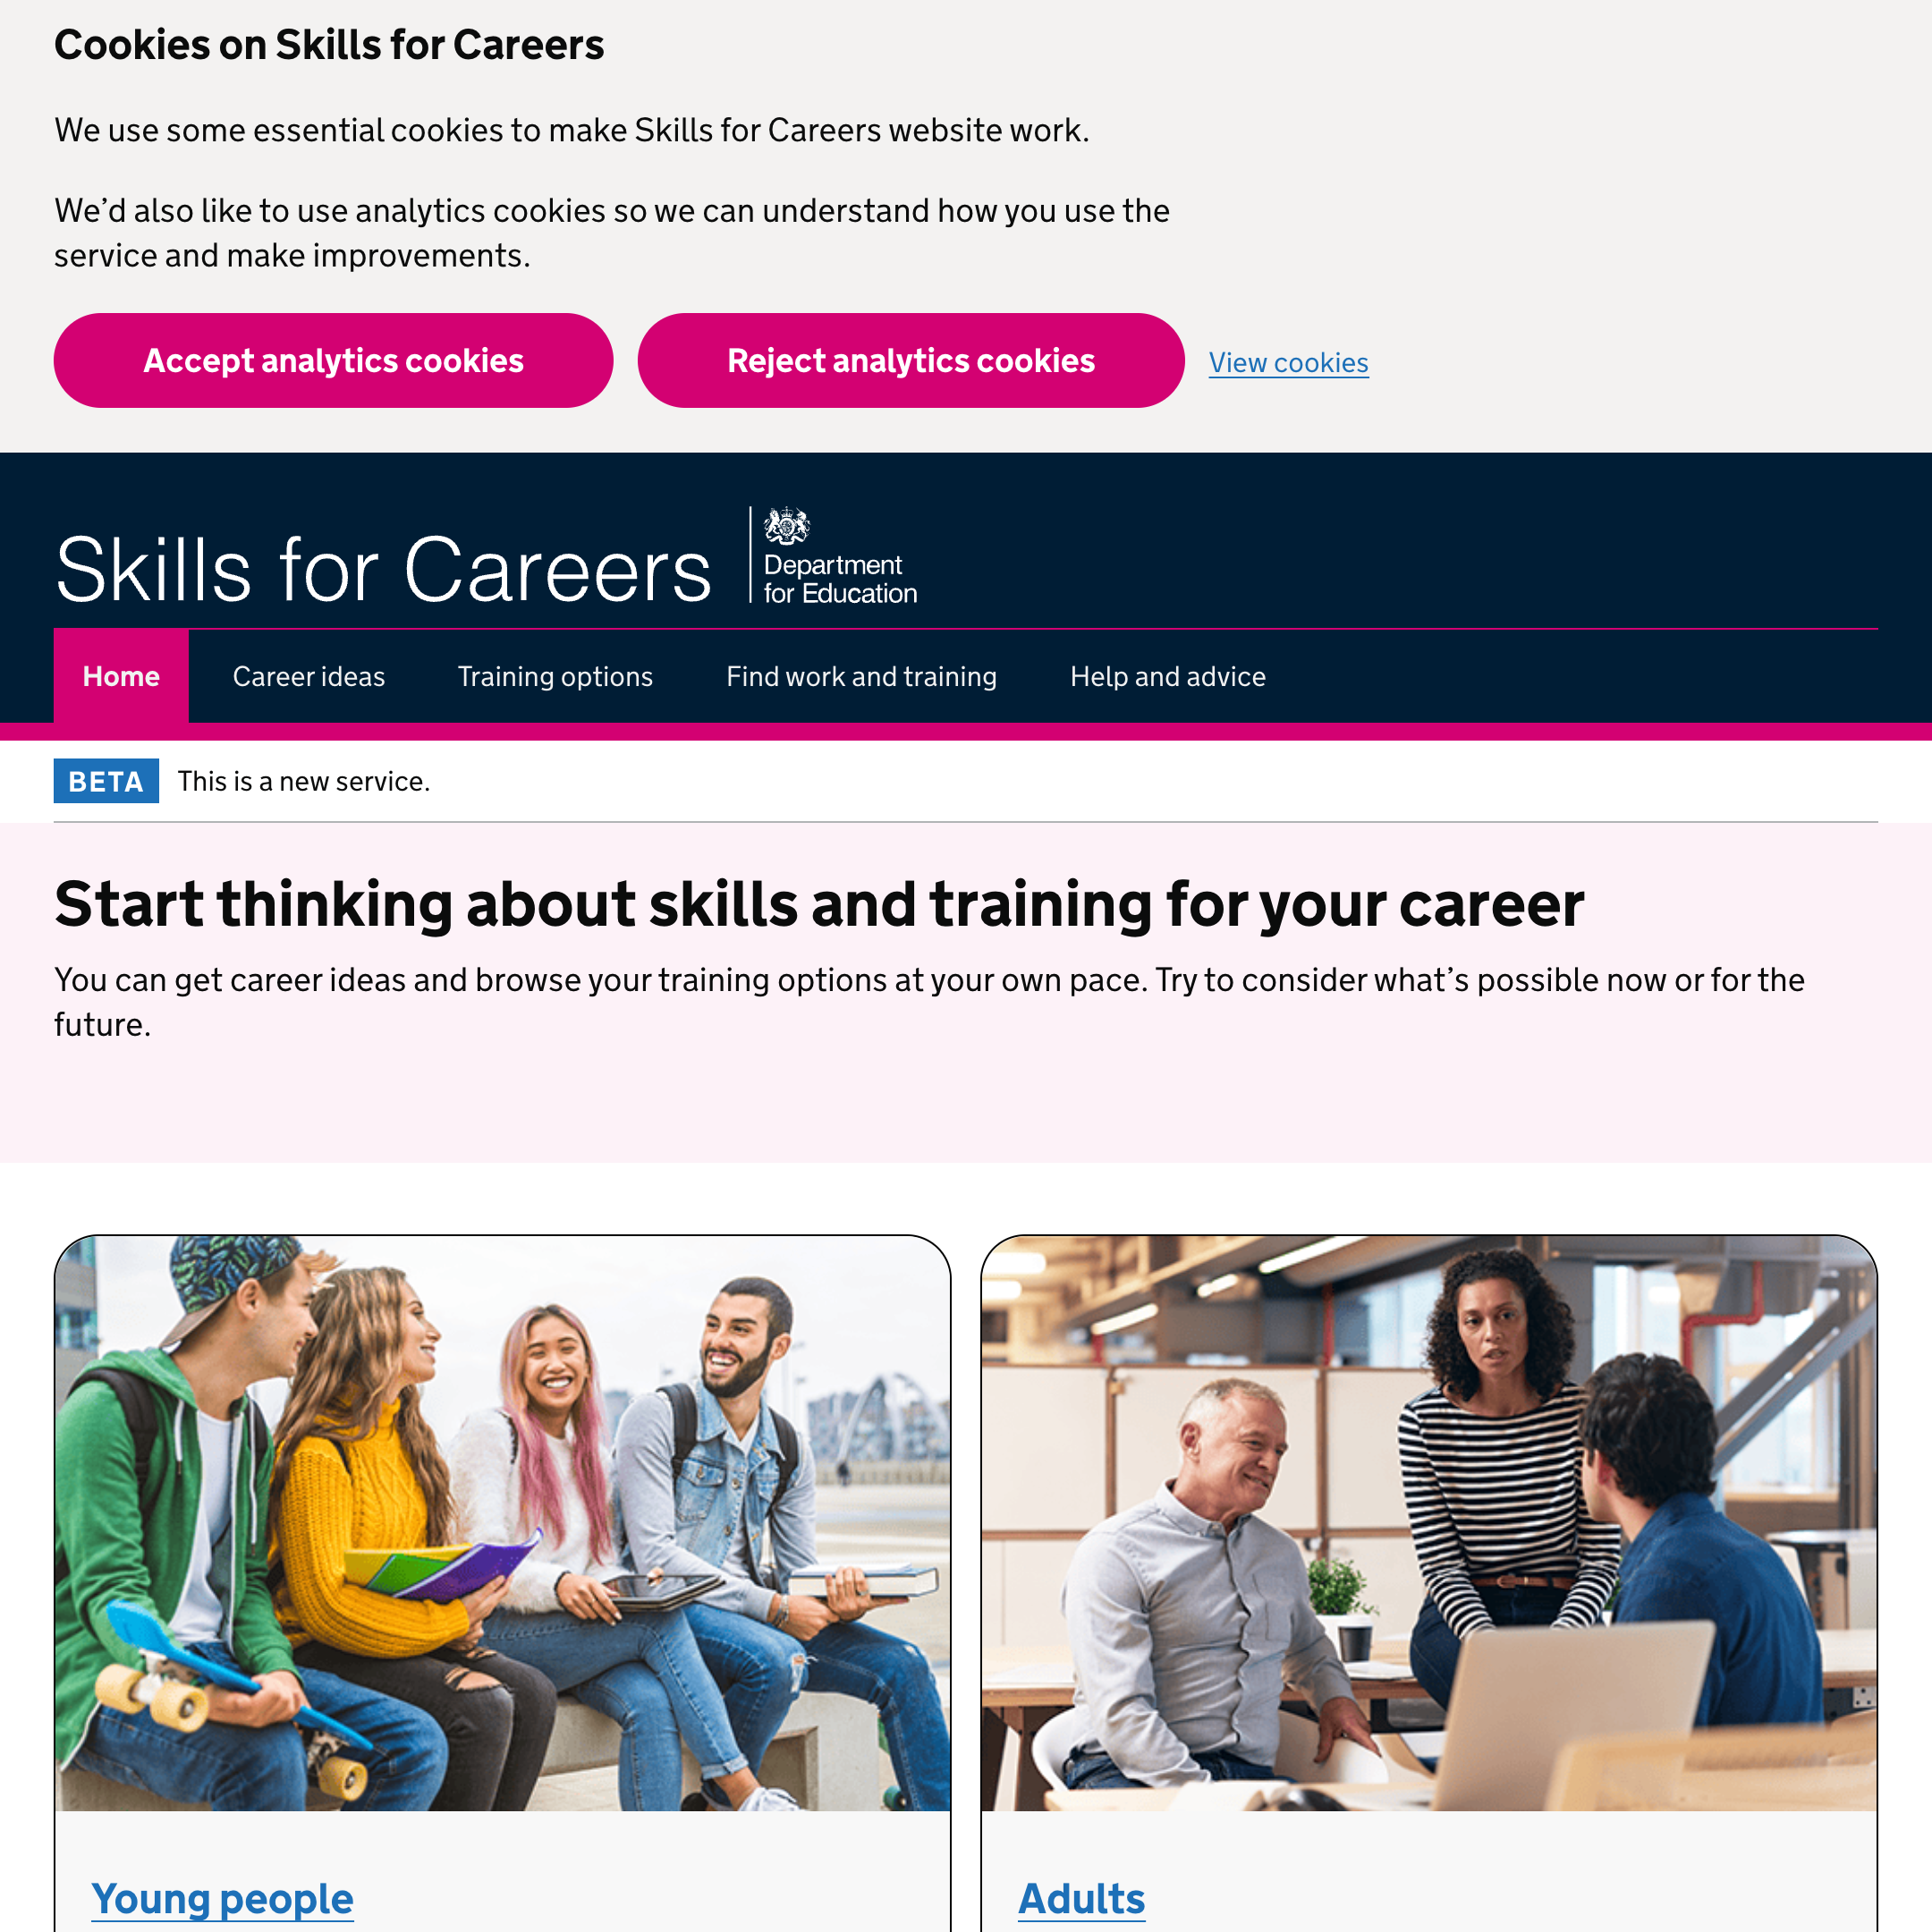 Cookies on Skills for Careers
We use some essential cookies to make Skills for Careers website work.
We’d also like to use analytics cookies so we can understand how you use the
service and make improvements.
Accept analytics cookies
Reject analytics cookies
View cookies
Skills for Careers
Department
for Education
Home
Career ideas
Training options
Find work and training
Help and advice
BETA
This is a new service.
Start thinking about skills and training for your career
You can get career ideas and browse your training options at your own pace. Try to consider what’s possible now or for the
future.
Young people
Adults